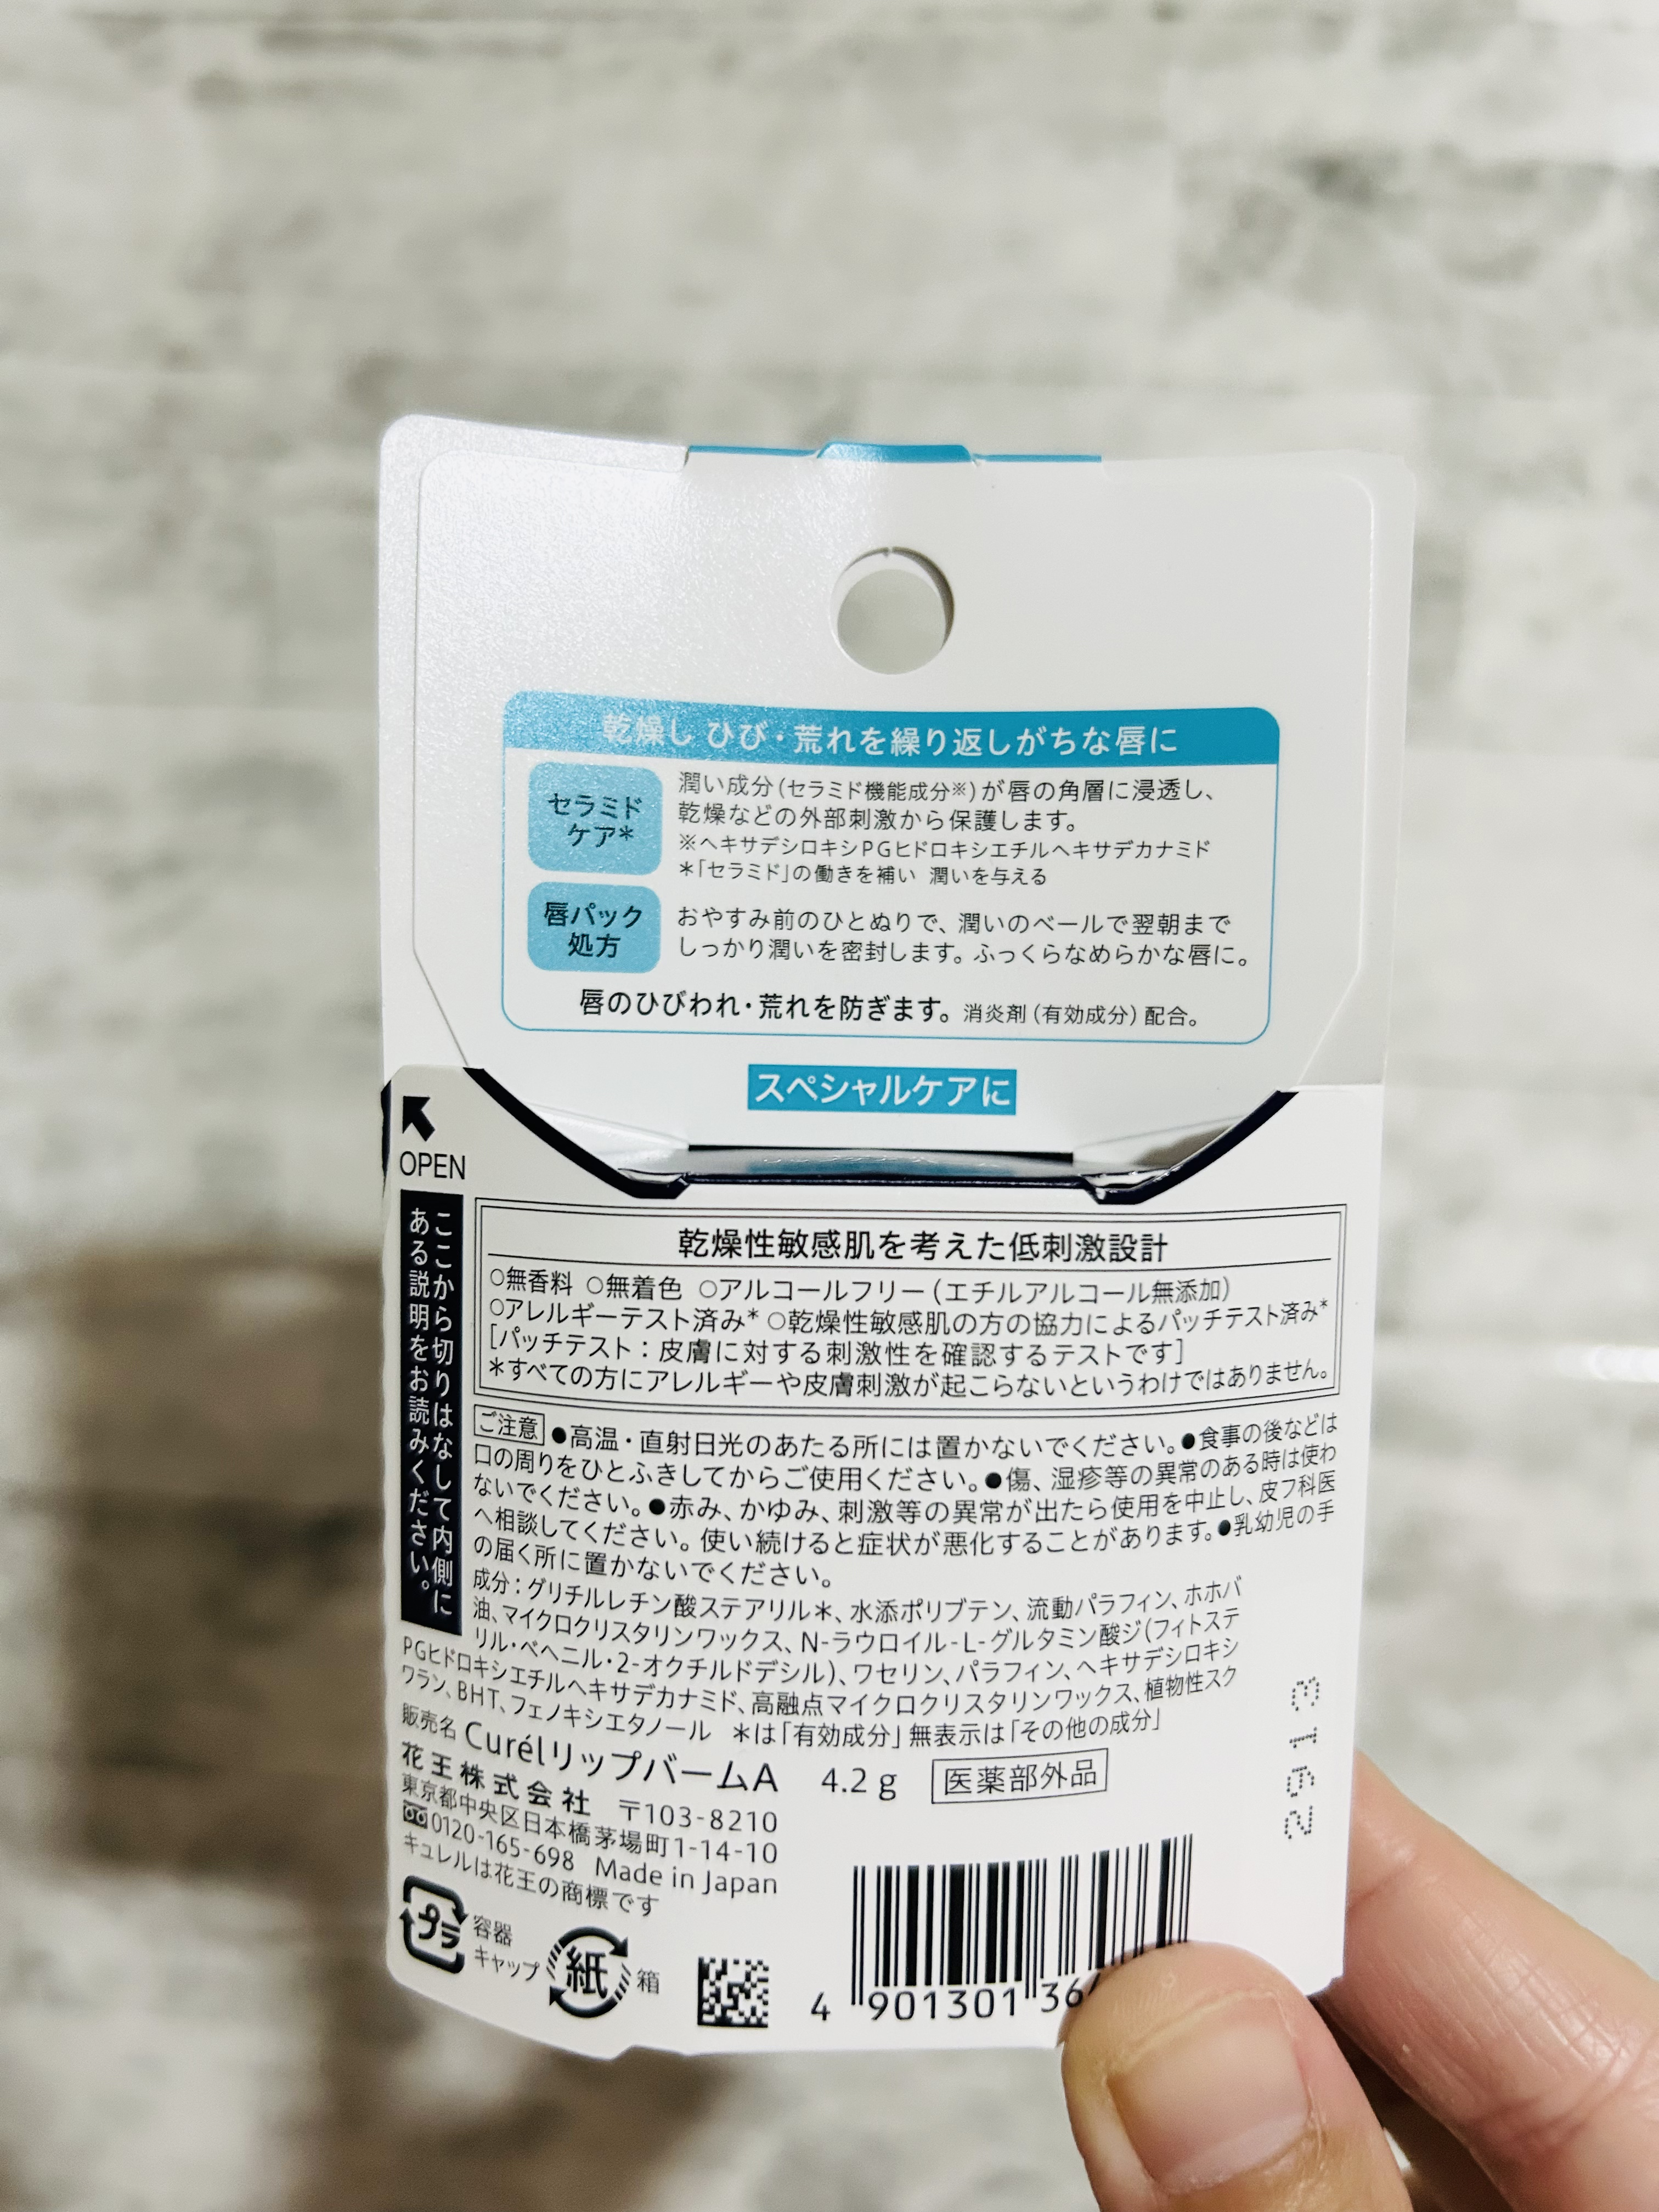 乾燥し ひび・荒れを繰り返しがちな唇に
セラミド
ケア*
潤い成分(セラミド機能成分※)が唇の角層に浸透し、
乾燥などの外部刺激から保護します。
※ヘキサデシロキシPGヒドロキシエチルヘキサデカナミド
*「セラミド」の働きを補い 潤いを与える
唇パック
処方
おやすみ前のひとぬりで、潤いのベールで翌朝まで
しっかり潤いを密封します。ふっくらなめらかな唇に。
唇のひびわれ・荒れを防ぎます。消炎剤(有効成分)配合。
スペシャルケアに
OPEN
ここから切りはなして内側に
ある説明をお読みください。
乾燥性敏感肌を考えた低刺激設計
○無香料 ○無着色 ○アルコールフリー(エチルアルコール無添加)
○アレルギーテスト済み* ○乾燥性敏感肌の方の協力によるパッチテスト済み*
[パッチテスト:皮膚に対する刺激性を確認するテストです]
*すべての方にアレルギーや皮膚刺激が起こらないというわけではありません。
ご注意 ●高温・直射日光のあたる所には置かないでください。●食事の後などは
口の周りをひとふきしてからご使用ください。●傷、湿疹等の異常のある時は使わ
ないでください。●赤み、かゆみ、刺激等の異常が出たら使用を中止し、皮フ科医
へ相談してください。使い続けると症状が悪化することがあります。●乳幼児の手
の届く所に置かないでください。
成分:グリチルレチン酸ステアリル*、水添ポリブテン、流動パラフィン、ホホバ
油、マイクロクリスタリンワックス、N-ラウロイル-L-グルタミン酸ジ(フィトステ
リル・ベヘニル・2-オクチルドデシル)、ワセリン、パラフィン、ヘキサデシロキシ
PGヒドロキシエチルヘキサデカナミド、高融点マイクロクリスタリンワックス、植物性スク
ワラン、BHT、フェノキシエタノール *は「有効成分」無表示は「その他の成分」
販売名 CurélリップバームA 4.2g 医薬部外品
花王株式会社 〒103-8210
東京都中央区日本橋茅場町1-14-10
0120-165-698 Made in Japan
キュレルは花王の商標です
プラ 容器
キャップ
紙 箱
4 901301 36
3162